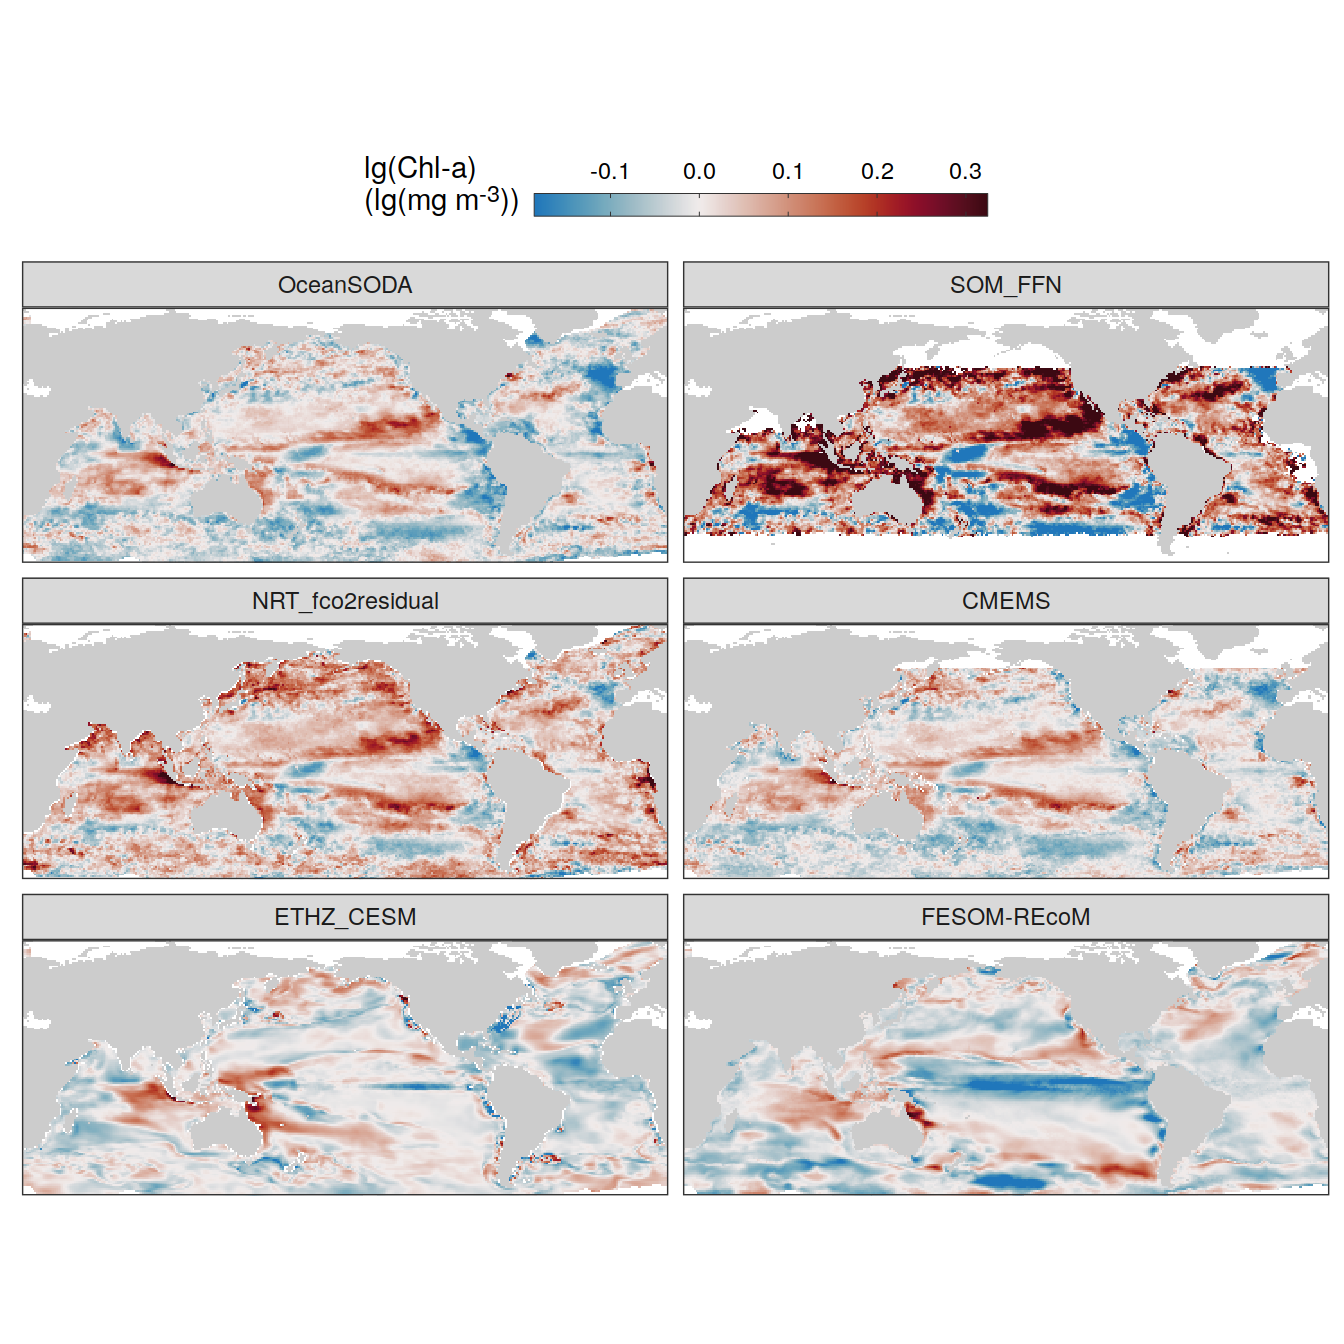 lg(Chl-a)
(lg(mg m⁻³))
-0.1 0.0 0.1 0.2 0.3
OceanSODA
SOM_FFN
NRT_fco2residual
CMEMS
ETHZ_CESM
FESOM-REcoM